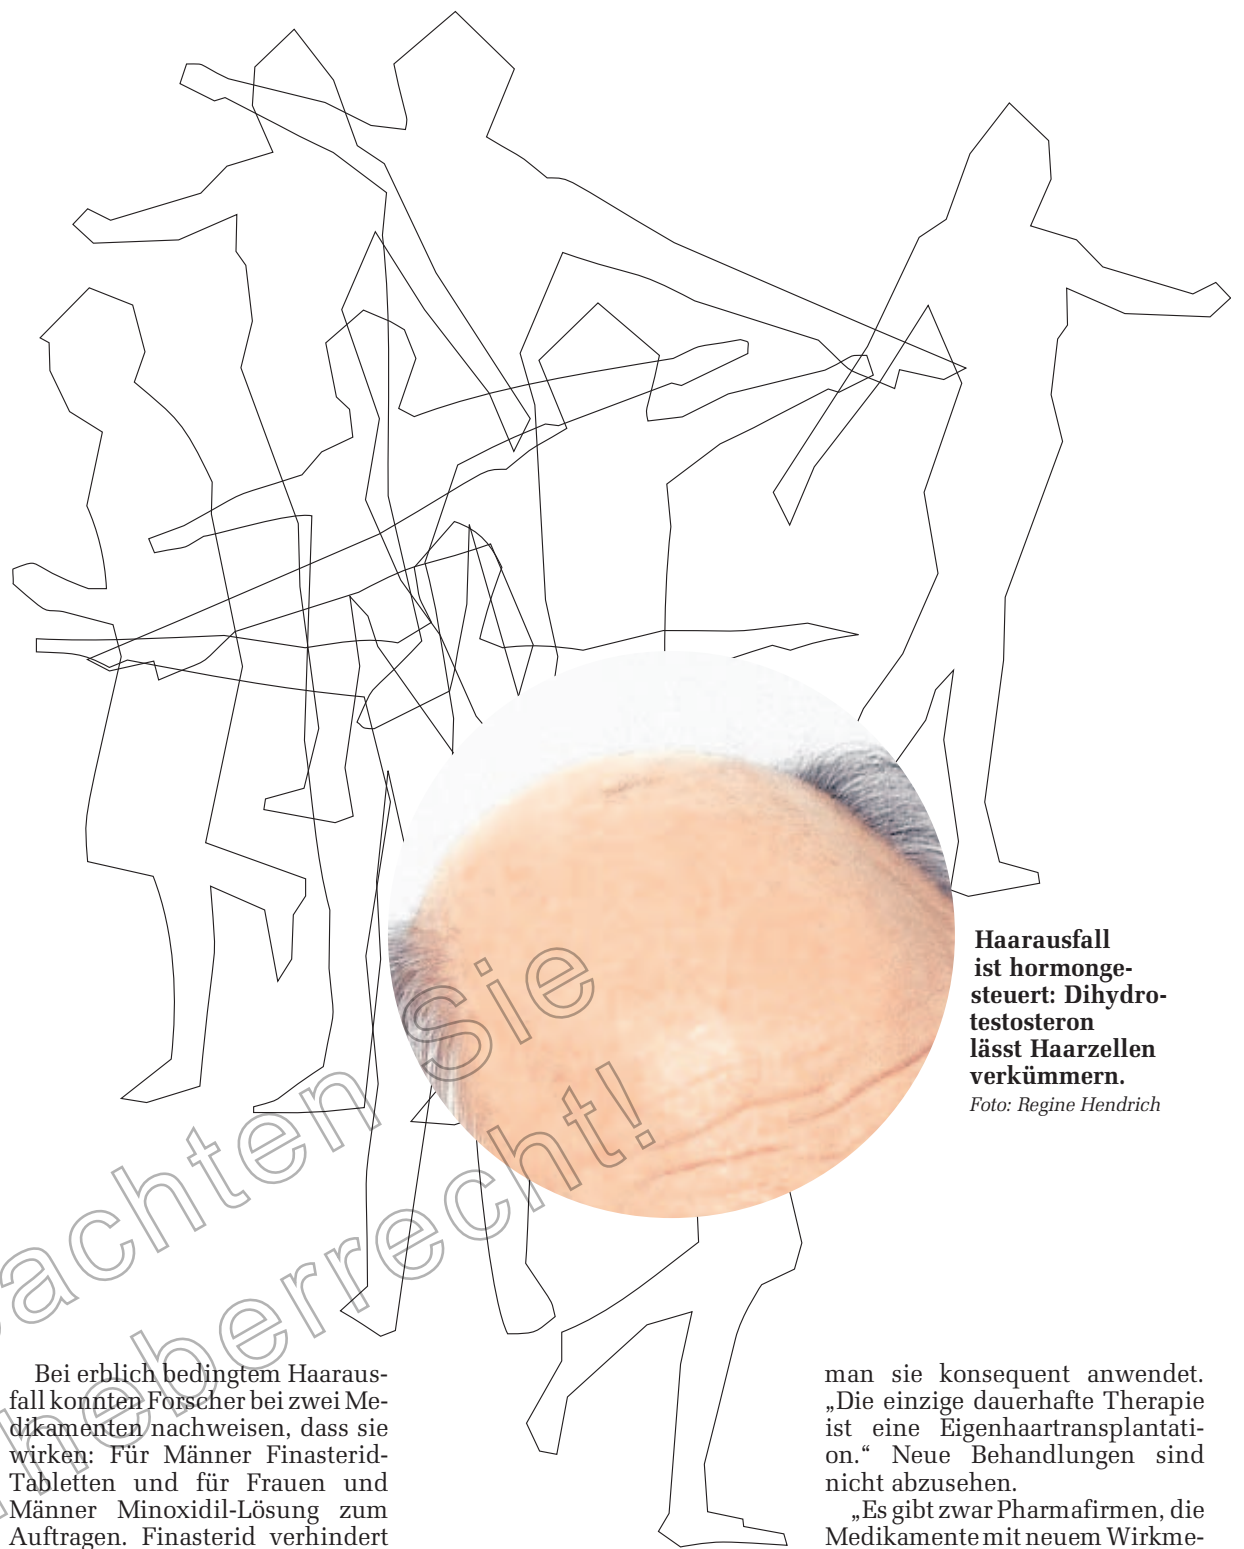 Haarausfall
ist hormonge-
steuert: Dihydro-
testosteron
lässt Haarzellen
verkümmern.
Foto: Regine Hendrich
achten Sie
heberrecht!
Bei erblich bedingtem Haaraus-
fall konnten Forscher bei zwei Me-
dikamenten nachweisen, dass sie
wirken: Für Männer Finasterid-
Tabletten und für Frauen und
Männer Minoxidil-Lösung zum
Auftragen. Finasterid verhindert
man sie konsequent anwendet.
„Die einzige dauerhafte Therapie
ist eine Eigenhaartransplantati-
on.“ Neue Behandlungen sind
nicht abzusehen.
„Es gibt zwar Pharmafirmen, die
Medikamente mit neuem Wirkme-